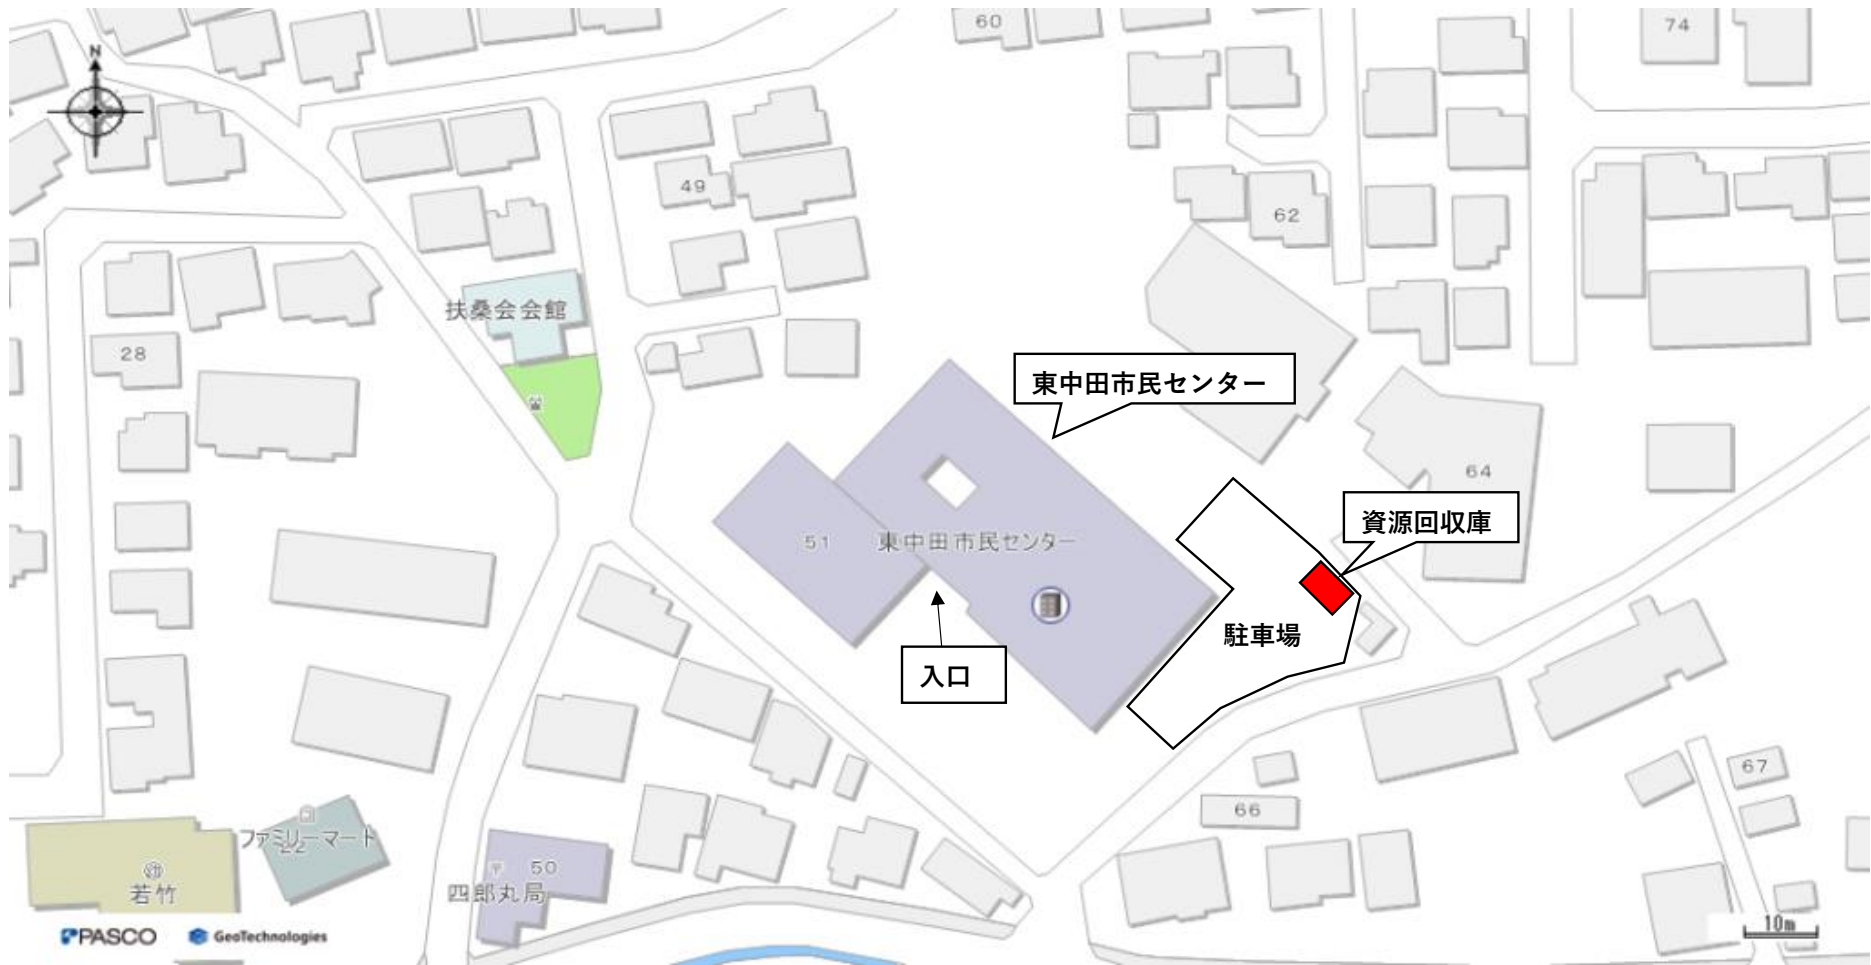 60
74
N
49
62
扶桑会会館
28
東中田市民センター
64
資源回収庫
51
東中田市民センター
駐車場
入口
67
66
ファミリーマート
22
50
四郎丸局
若竹
PASCO
GeoTechnologies
10m